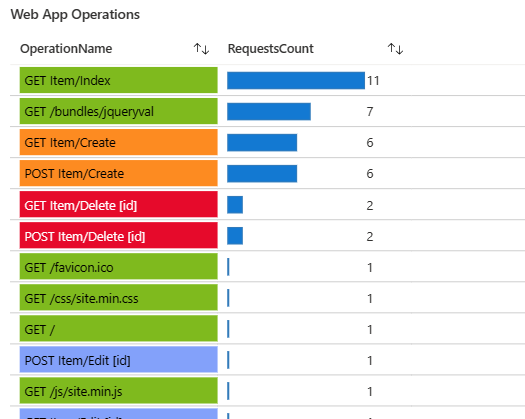 Web App Operations
OperationName ↑↓ RequestsCount ↑↓
GET Item/Index 11
GET /bundles/jqueryval 7
GET Item/Create 6
POST Item/Create 6
GET Item/Delete [id] 2
POST Item/Delete [id] 2
GET /favicon.ico 1
GET /css/site.min.css 1
GET / 1
POST Item/Edit [id] 1
GET /js/site.min.js 1